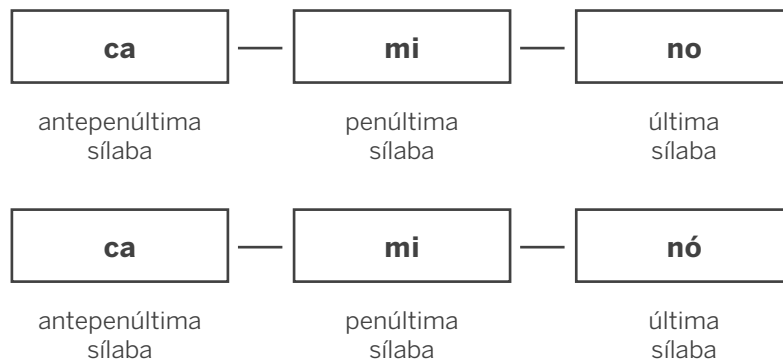 ca — mi — no
antepenúltima penúltima última
sílaba sílaba sílaba
ca — mi — nó
antepenúltima penúltima última
sílaba sílaba sílaba